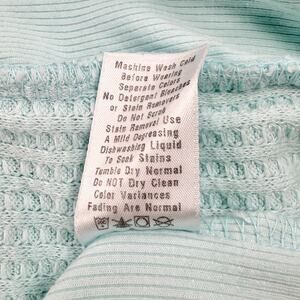 Machine Wash Cold
Before Wearing
Separate Colors
No Detergent Bleaches
or Stain Removers
Do Not Scrub
Stain Removal Use
A Mild Degreasing
Dishwashing Liquid
To Soak Stains
Tumble Dry Normal
Do NOT Dry Clean
Color Variances
Fading Are Normal